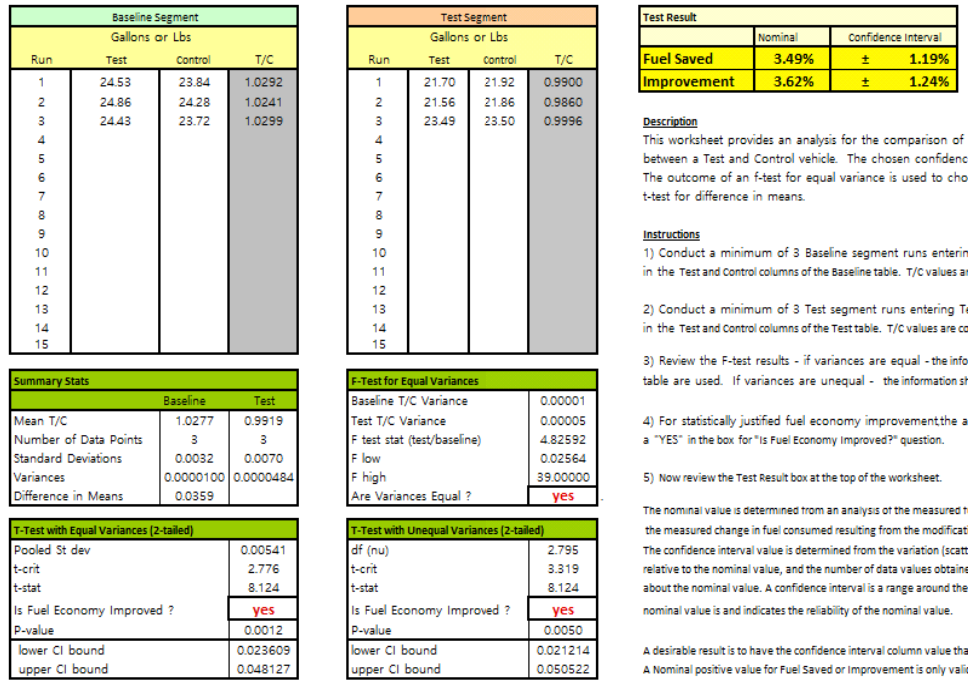 Baseline Segment
Gallons or Lbs
Run Test Control T/C
1 24.53 23.84 1.0292
2 24.86 24.28 1.0241
3 24.43 23.72 1.0299
4
5
6
7
8
9
10
11
12
13
14
15
Test Segment
Gallons or Lbs
Run Test Control T/C
1 21.70 21.92 0.9900
2 21.56 21.86 0.9860
3 23.49 23.50 0.9996
4
5
6
7
8
9
10
11
12
13
14
15
Test Result
Nominal Confidence Interval
Fuel Saved 3.49% ± 1.19%
Improvement 3.62% ± 1.24%
Description
This worksheet provides an analysis for the comparison of
between a Test and Control vehicle. The chosen confidenc
The outcome of an f-test for equal variance is used to cho
t-test for difference in means.
Instructions
1) Conduct a minimum of 3 Baseline segment runs enterin
in the Test and Control columns of the Baseline table. T/C values ar
2) Conduct a minimum of 3 Test segment runs entering Te
in the Test and Control columns of the Test table. T/C values are co
3) Review the F-test results - if variances are equal - the info
table are used. If variances are unequal - the information sh
4) For statistically justified fuel economy improvement,the a
a "YES" in the box for "Is Fuel Economy Improved?" question.
5) Now review the Test Result box at the top of the worksheet.
The nominal value is determined from an analysis of the measured fu
the measured change in fuel consumed resulting from the modificati
The confidence interval value is determined from the variation (scatt
relative to the nominal value, and the number of data values obtaine
about the nominal value. A confidence interval is a range around the
nominal value is and indicates the reliability of the nominal value.
A desirable result is to have the confidence interval column value tha
A Nominal positive value for Fuel Saved or Improvement is only valid
Summary Stats
Baseline Test
Mean T/C 1.0277 0.9919
Number of Data Points 3 3
Standard Deviations 0.0032 0.0070
Variances 0.0000100 0.0000484
Difference in Means 0.0359
F-Test for Equal Variances
Baseline T/C Variance 0.00001
Test T/C Variance 0.00005
F test stat (test/baseline) 4.82592
F low 0.02564
F high 39.00000
Are Variances Equal ? yes .
T-Test with Equal Variances (2-tailed)
Pooled St dev 0.00541
t-crit 2.776
t-stat 8.124
Is Fuel Economy Improved ? yes
P-value 0.0012
lower CI bound 0.023609
upper CI bound 0.048127
T-Test with Unequal Variances (2-tailed)
df (nu) 2.795
t-crit 3.319
t-stat 8.124
Is Fuel Economy Improved ? yes
P-value 0.0050
lower CI bound 0.021214
upper CI bound 0.050522